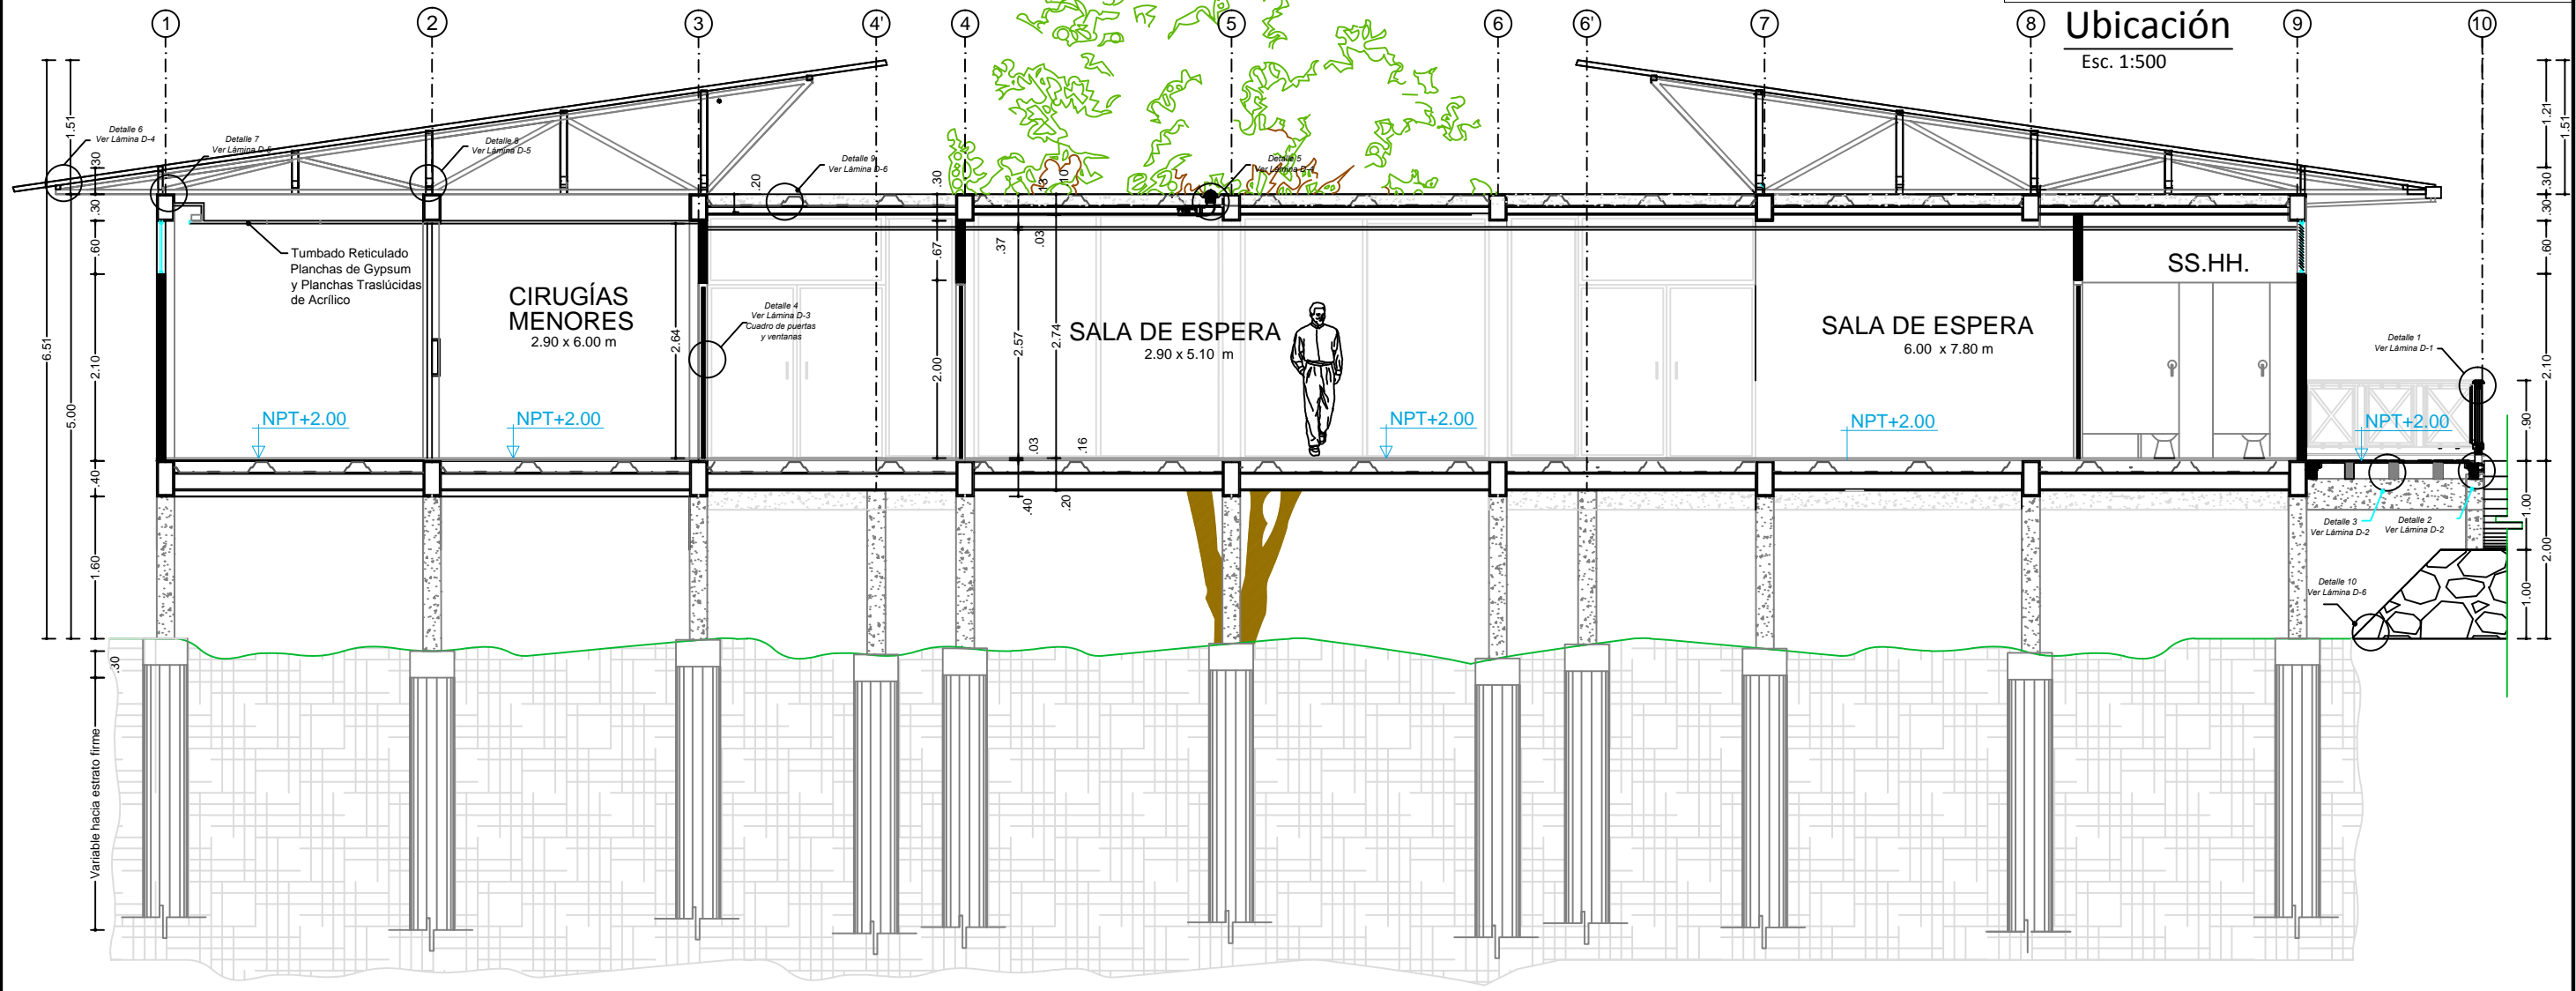 1
2
3
4'
4
5
6
6'
7
8
9
10
Ubicación
Esc. 1:500
Detalle 6
Ver Lámina D-4
Detalle 7
Ver Lámina D-5
Detalle 8
Ver Lámina D-5
Detalle 9
Ver Lámina D-6
Detalle 5
Ver Lámina D-
1.51
.30
.30
.60
2.10
.40
1.60
6.51
5.00
.30
Variable hacia estrato firme
Tumbado Reticulado
Planchas de Gypsum
y Planchas Traslúcidas
de Acrílico
CIRUGÍAS
MENORES
2.90 x 6.00 m
2.64
.20
Detalle 4
Ver Lámina D-3
Cuadro de puertas
y ventanas
.30
.67
2.00
.37
.03
.13
.10
2.57
2.74
.03
.16
.40
.20
SALA DE ESPERA
2.90 x 5.10 m
SALA DE ESPERA
6.00 x 7.80 m
SS.HH.
NPT+2.00
NPT+2.00
NPT+2.00
NPT+2.00
NPT+2.00
Detalle 1
Ver Lámina D-1
Detalle 3
Ver Lámina D-2
Detalle 2
Ver Lámina D-2
Detalle 10
Ver Lámina D-6
1.21
1.51
.30
.30
.60
2.10
.90
1.00
2.00
1.00